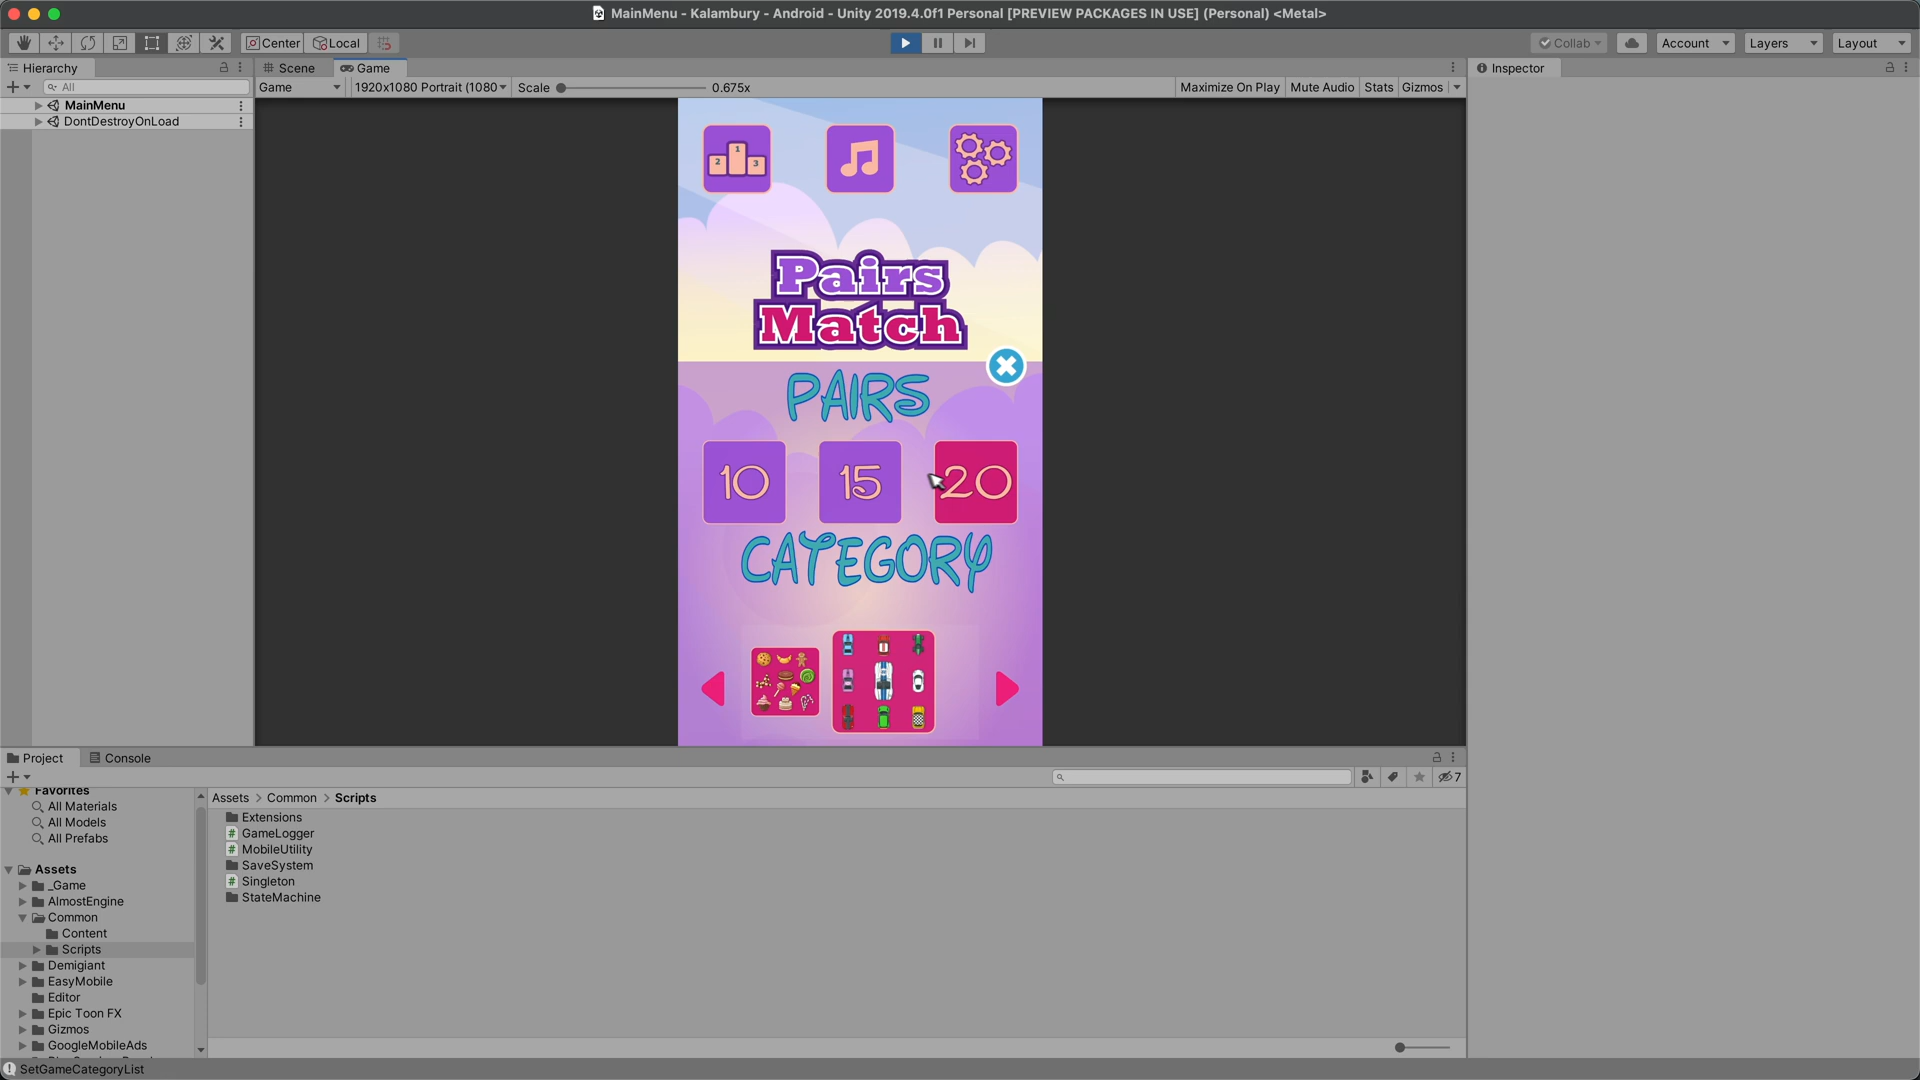 MainMenu - Kalambury - Android - Unity 2019.4.0f1 Personal [PREVIEW PACKAGES IN USE] (Personal) <Metal>
Center Local Collab Account Layers Layout
Hierarchy Scene Game Inspector
All Game 1920x1080 Portrait (1080 Scale 0.675x Maximize On Play Mute Audio Stats Gizmos
MainMenu
DontDestroyOnLoad
2 1 3
Pairs
Match
PAIRS
10 15 20
CATEGORY
Project Console
7
Favorites
All Materials
All Models
All Prefabs
Assets
_Game
AlmostEngine
Common
Content
Scripts
Demigiant
EasyMobile
Editor
Epic Toon FX
Gizmos
GoogleMobileAds
Assets > Common > Scripts
Extensions
GameLogger
MobileUtility
SaveSystem
Singleton
StateMachine
SetGameCategoryList